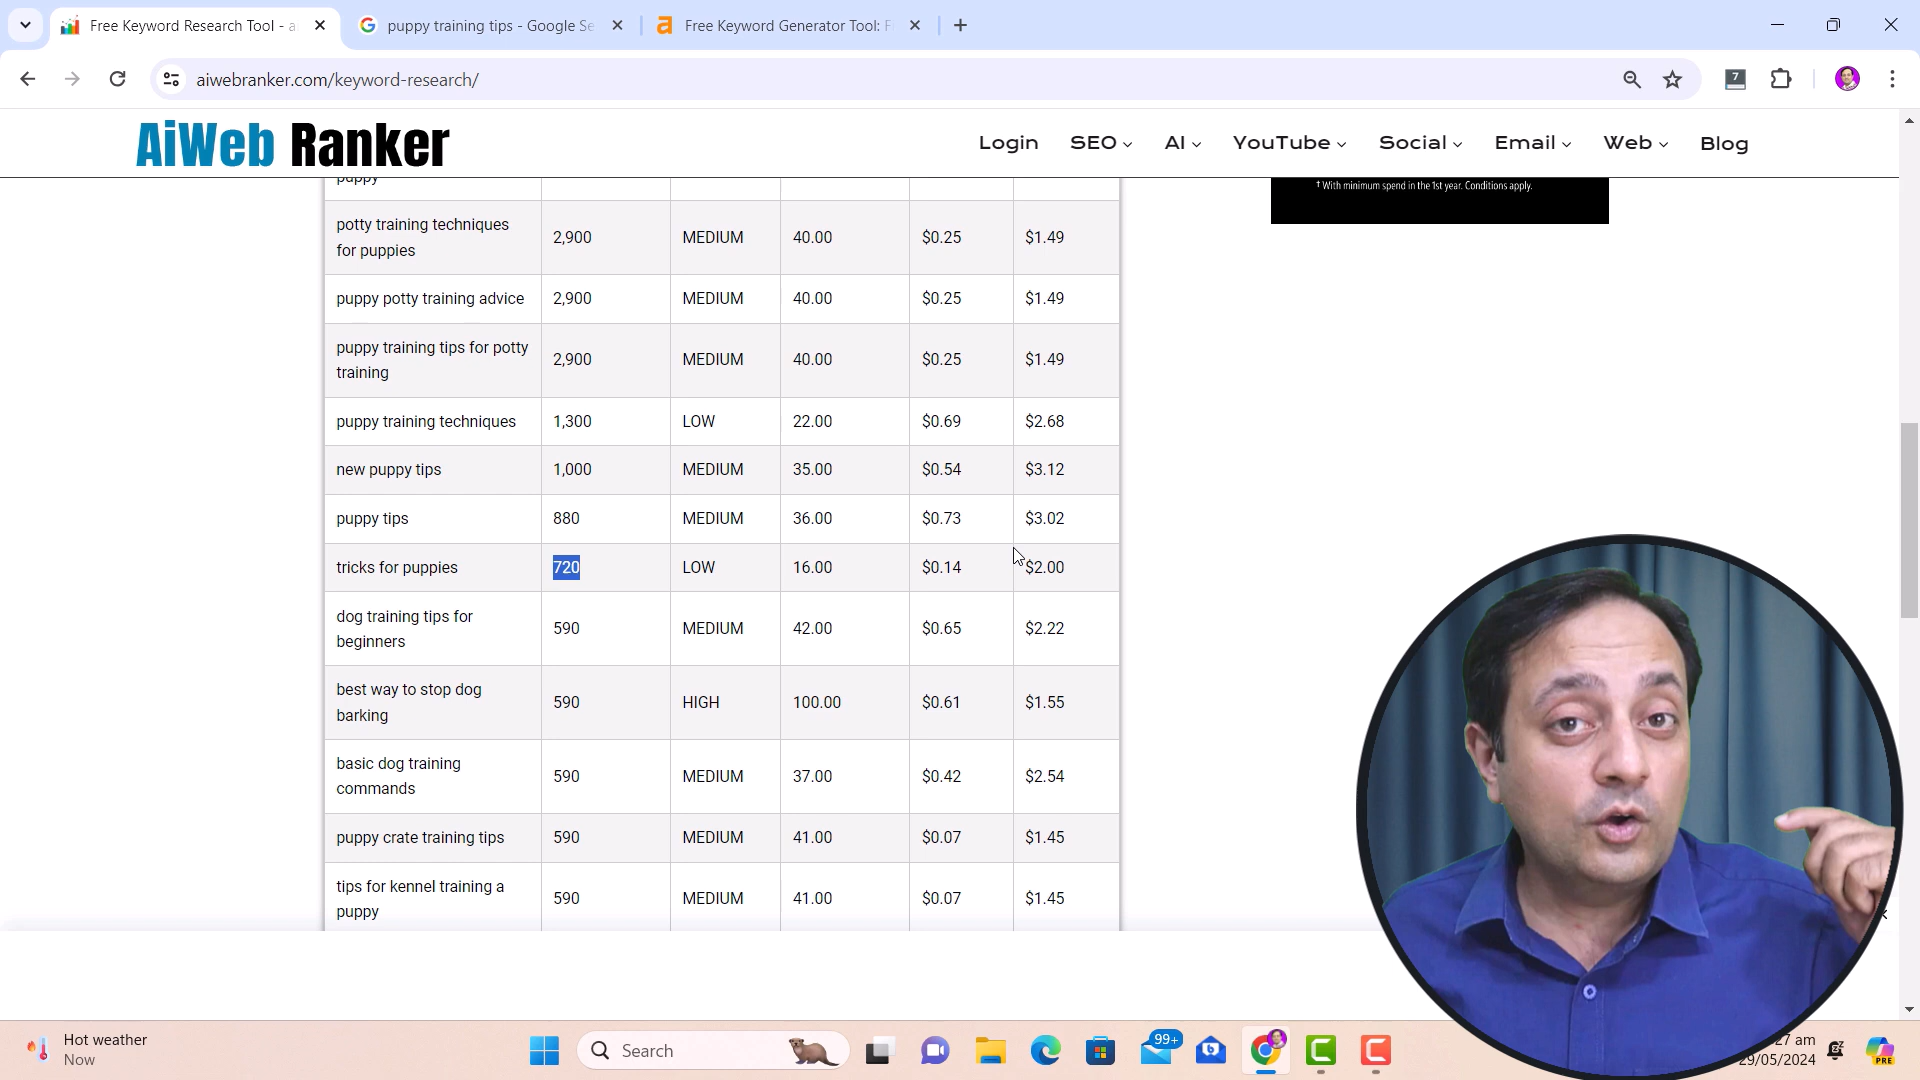 Free Keyword Research Tool - a
puppy training tips - Google Se
Free Keyword Generator Tool: F
aiwebranker.com/keyword-research/
7
AiWeb Ranker
Login
SEO
AI
YouTube
Social
Email
Web
Blog
† With minimum spend in the 1st year. Conditions apply.
puppy
potty training techniques
for puppies
2,900
MEDIUM
40.00
$0.25
$1.49
puppy potty training advice
2,900
MEDIUM
40.00
$0.25
$1.49
puppy training tips for potty
training
2,900
MEDIUM
40.00
$0.25
$1.49
puppy training techniques
1,300
LOW
22.00
$0.69
$2.68
new puppy tips
1,000
MEDIUM
35.00
$0.54
$3.12
puppy tips
880
MEDIUM
36.00
$0.73
$3.02
tricks for puppies
720
LOW
16.00
$0.14
$2.00
dog training tips for
beginners
590
MEDIUM
42.00
$0.65
$2.22
best way to stop dog
barking
590
HIGH
100.00
$0.61
$1.55
basic dog training
commands
590
MEDIUM
37.00
$0.42
$2.54
puppy crate training tips
590
MEDIUM
41.00
$0.07
$1.45
tips for kennel training a
puppy
590
MEDIUM
41.00
$0.07
$1.45
Hot weather
Now
Search
99+
27 am
29/05/2024
PRE